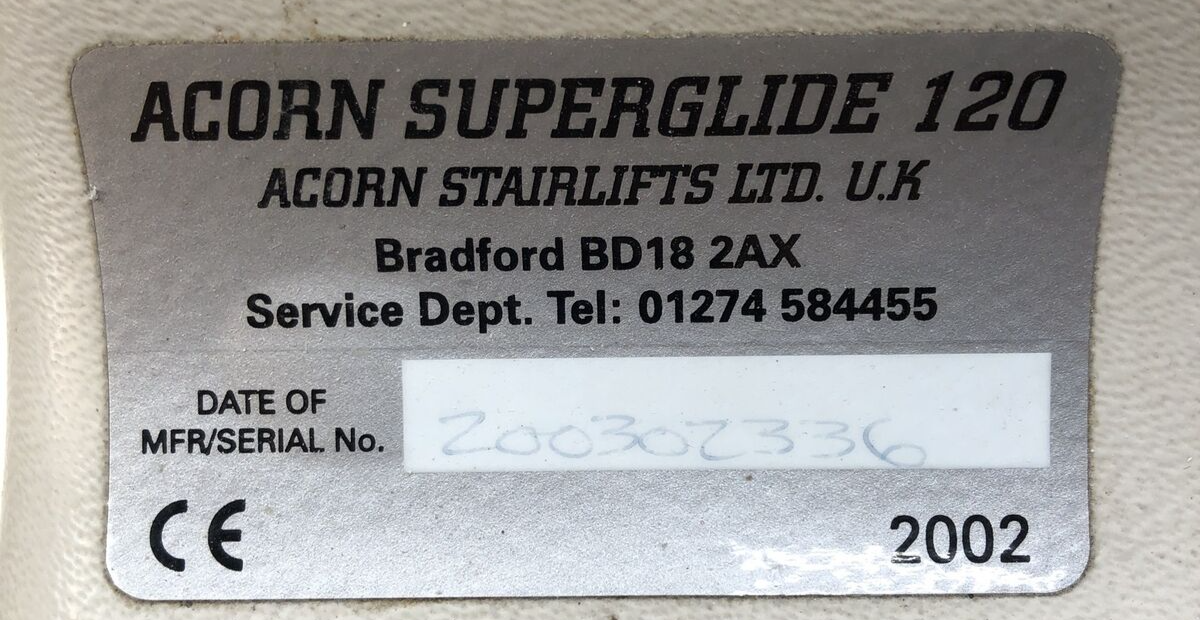 ACORN SUPERGLIDE 120
ACORN STAIRLIFTS LTD. U.K
Bradford BD18 2AX
Service Dept. Tel: 01274 584455
DATE OF
MFR/SERIAL No.
200302336
CE
2002